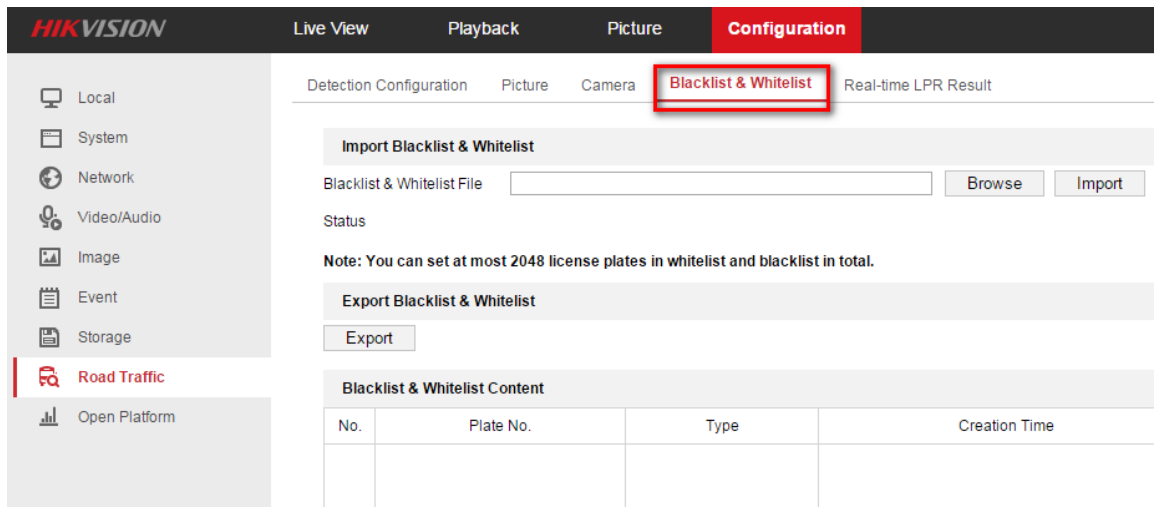 HIKVISION Live View Playback Picture Configuration
Detection Configuration Picture Camera Blacklist & Whitelist Real-time LPR Result
Local
System
Network
Video/Audio
Image
Event
Storage
Road Traffic
Open Platform
Import Blacklist & Whitelist
Blacklist & Whitelist File Browse Import
Status
Note: You can set at most 2048 license plates in whitelist and blacklist in total.
Export Blacklist & Whitelist
Export
Blacklist & Whitelist Content
No. Plate No. Type Creation Time